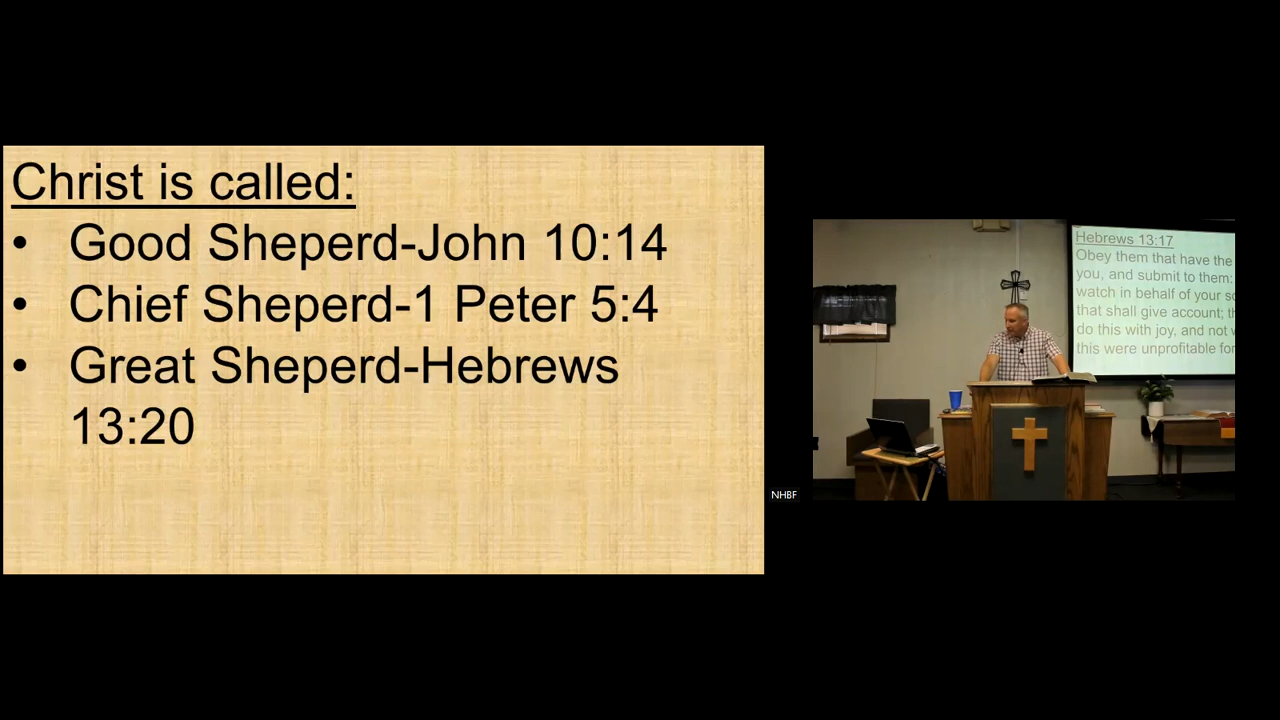 Christ is called:
• Good Sheperd-John 10:14
• Chief Sheperd-1 Peter 5:4
• Great Sheperd-Hebrews
13:20
NHBF
Hebrews 13:17
Obey them that have the
you, and submit to them:
watch in behalf of your
that shall give account;
do this with joy, and not
this were unprofitable for